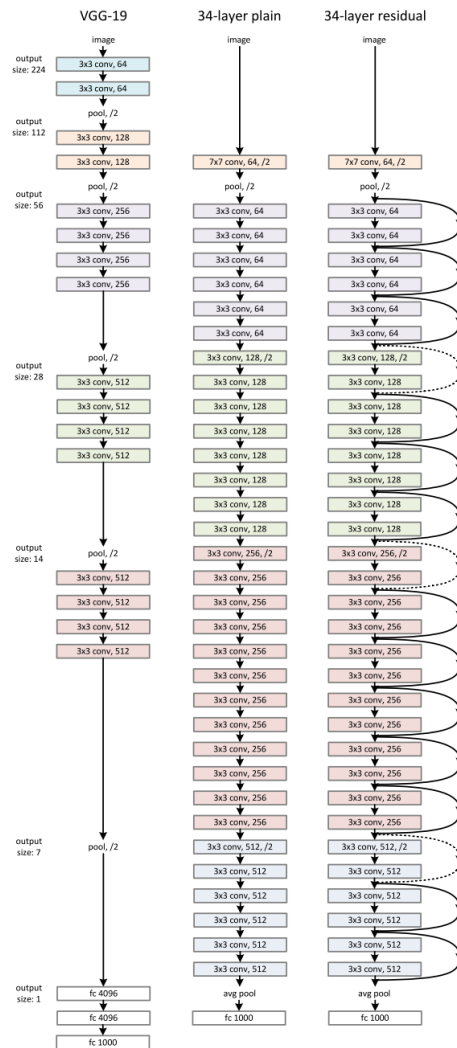 VGG-19
image
output
size: 224
3x3 conv, 64
3x3 conv, 64
pool, /2
output
size: 112
3x3 conv, 128
3x3 conv, 128
pool, /2
output
size: 56
3x3 conv, 256
3x3 conv, 256
3x3 conv, 256
3x3 conv, 256
pool, /2
output
size: 28
3x3 conv, 512
3x3 conv, 512
3x3 conv, 512
3x3 conv, 512
pool, /2
output
size: 14
3x3 conv, 512
3x3 conv, 512
3x3 conv, 512
3x3 conv, 512
output
size: 7
pool, /2
output
size: 1
fc 4096
fc 4096
fc 1000
34-layer plain
image
7x7 conv, 64, /2
pool, /2
3x3 conv, 64
3x3 conv, 64
3x3 conv, 64
3x3 conv, 64
3x3 conv, 64
3x3 conv, 64
3x3 conv, 128, /2
3x3 conv, 128
3x3 conv, 128
3x3 conv, 128
3x3 conv, 128
3x3 conv, 128
3x3 conv, 128
3x3 conv, 128
3x3 conv, 256, /2
3x3 conv, 256
3x3 conv, 256
3x3 conv, 256
3x3 conv, 256
3x3 conv, 256
3x3 conv, 256
3x3 conv, 256
3x3 conv, 256
3x3 conv, 256
3x3 conv, 256
3x3 conv, 256
3x3 conv, 512, /2
3x3 conv, 512
3x3 conv, 512
3x3 conv, 512
3x3 conv, 512
3x3 conv, 512
avg pool
fc 1000
34-layer residual
image
7x7 conv, 64, /2
pool, /2
3x3 conv, 64
3x3 conv, 64
3x3 conv, 64
3x3 conv, 64
3x3 conv, 64
3x3 conv, 64
3x3 conv, 128, /2
3x3 conv, 128
3x3 conv, 128
3x3 conv, 128
3x3 conv, 128
3x3 conv, 128
3x3 conv, 128
3x3 conv, 128
3x3 conv, 256, /2
3x3 conv, 256
3x3 conv, 256
3x3 conv, 256
3x3 conv, 256
3x3 conv, 256
3x3 conv, 256
3x3 conv, 256
3x3 conv, 256
3x3 conv, 256
3x3 conv, 256
3x3 conv, 256
3x3 conv, 512, /2
3x3 conv, 512
3x3 conv, 512
3x3 conv, 512
3x3 conv, 512
3x3 conv, 512
avg pool
fc 1000